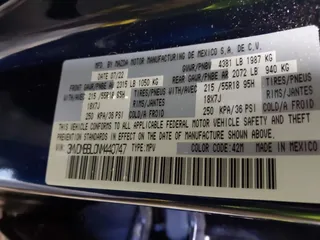 MFD. BY: MAZDA MOTOR MANUFACTURING DE MEXICO S.A. DE C.V.
DATE 07/22 GVWR/PNBV 4381 LB 1987 KG
FRONT GAWR/PNBE AV 2315 LB 1050 KG REAR GAWR/PNBE AR 2072 LB 940 KG
TIRES/PNEUS 215/55R18 95H TIRES/PNEUS 215/55R18 95H
RIMS/JANTES 18X7J RIMS/JANTES 18X7J
COLD/A FROID 250 KPA/36 PSI COLD/A FROID 250 KPA/36 PSI
THIS VEHICLE CONFORMS TO ALL APPLICABLE
FEDERAL MOTOR VEHICLE SAFETY AND
THEFT PREVENTION STANDARDS IN EFFECT ON THE
DATE OF MANUFACTURE SHOWN ABOVE.
TYPE:MPV COLOR CODE:42M
MADE IN MEXICO